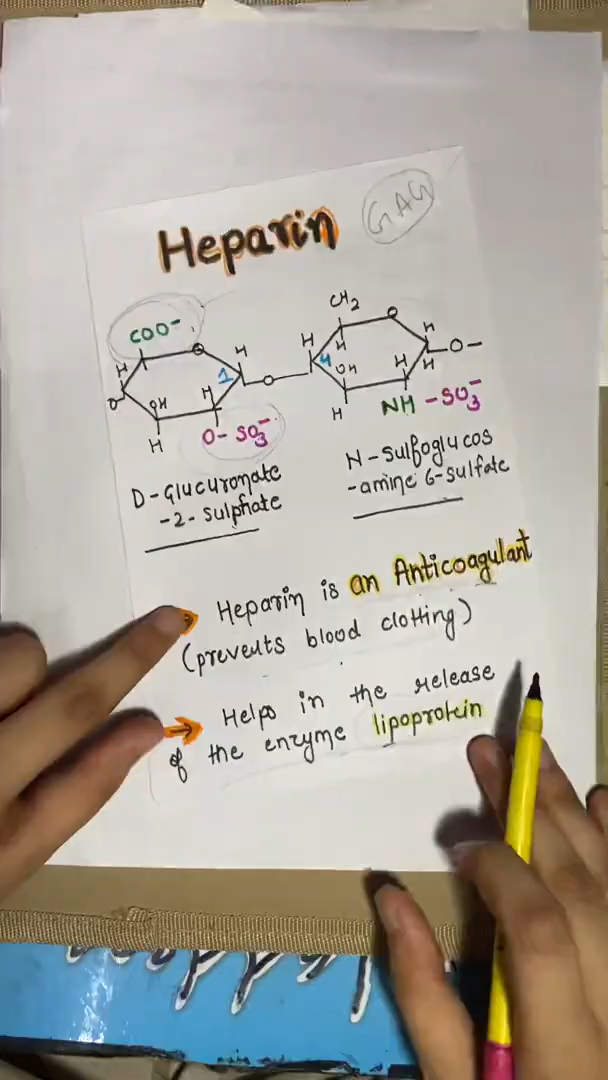 Heparin
GAG
COO⁻
H
O
H
1
O
H
OH
H
H
O-SO₃⁻
O
CH₂
O
H
H
4
OH
H
H
H
H
O-
NH-SO₃⁻
D-Glucuronate
-2-Sulphate
N-Sulfoglucos
-amine 6-sulfate
Heparin is an Anticoagulant
(prevents blood clotting)
Helps in the release
of the enzyme lipoprotein